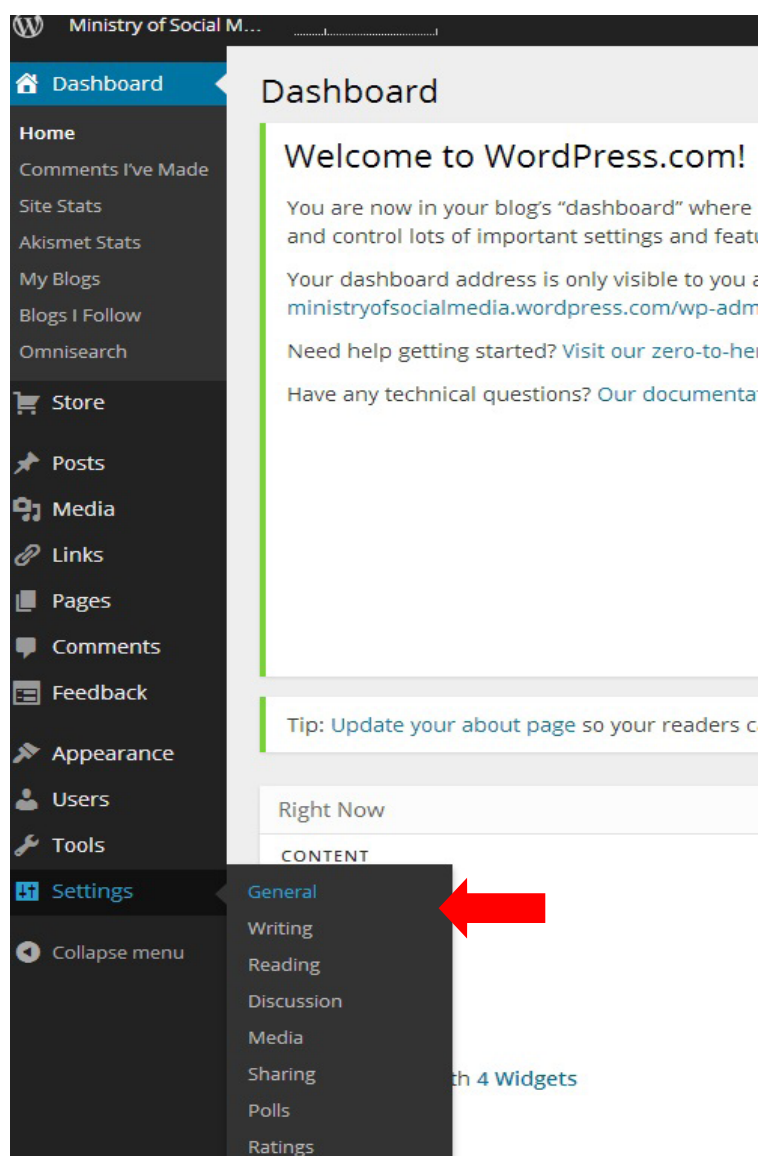 Ministry of Social M...
Dashboard
Home
Comments I've Made
Site Stats
Akismet Stats
My Blogs
Blogs I Follow
Omnisearch
Store
Posts
Media
Links
Pages
Comments
Feedback
Appearance
Users
Tools
Settings
Collapse menu
General
Writing
Reading
Discussion
Media
Sharing
Polls
Ratings
Dashboard
Welcome to WordPress.com!
You are now in your blog's “dashboard” where
and control lots of important settings and
Your dashboard address is only visible to you
ministryofsocialmedia.wordpress.com/wp-adm
Need help getting started? Visit our zero-to-
Have any technical questions? Our
Tip: Update your about page so your readers
Right Now
CONTENT
4 Widgets